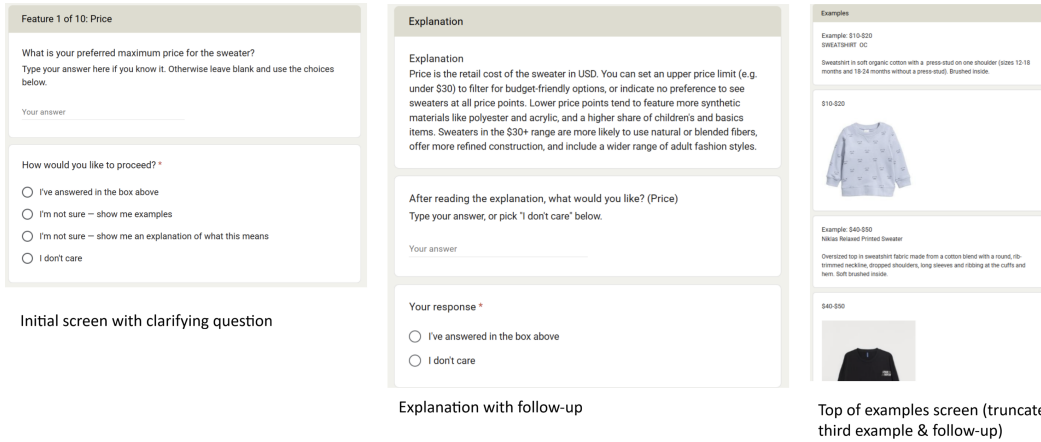 Feature 1 of 10: Price
What is your preferred maximum price for the sweater?
Type your answer here if you know it. Otherwise leave blank and use the choices
below.
Your answer
How would you like to proceed? *
I've answered in the box above
I'm not sure — show me examples
I'm not sure — show me an explanation of what this means
I don't care
Initial screen with clarifying question
Explanation
Explanation
Price is the retail cost of the sweater in USD. You can set an upper price limit (e.g.
under $30) to filter for budget-friendly options, or indicate no preference to see
sweaters at all price points. Lower price points tend to feature more synthetic
materials like polyester and acrylic, and a higher share of children's and basics
items. Sweaters in the $30+ range are more likely to use natural or blended fibers,
offer more refined construction, and include a wider range of adult fashion styles.
After reading the explanation, what would you like? (Price)
Type your answer, or pick "I don't care" below.
Your answer
Your response *
I've answered in the box above
I don't care
Explanation with follow-up
Examples
Example: $10-$20
SWEATSHIRT OC
Sweatshirt in soft organic cotton with a press-stud on one shoulder (sizes 12-18
months and 18-24 months without a press-stud). Brushed inside.
$10-$20
Example: $40-$50
Niklas Relaxed Printed Sweater
Oversized top in sweatshirt fabric made from a cotton blend with a round, rib-
trimmed neckline, dropped shoulders, long sleeves and ribbing at the cuffs and
hem. Soft brushed inside.
$40-$50
Top of examples screen (truncate
third example & follow-up)